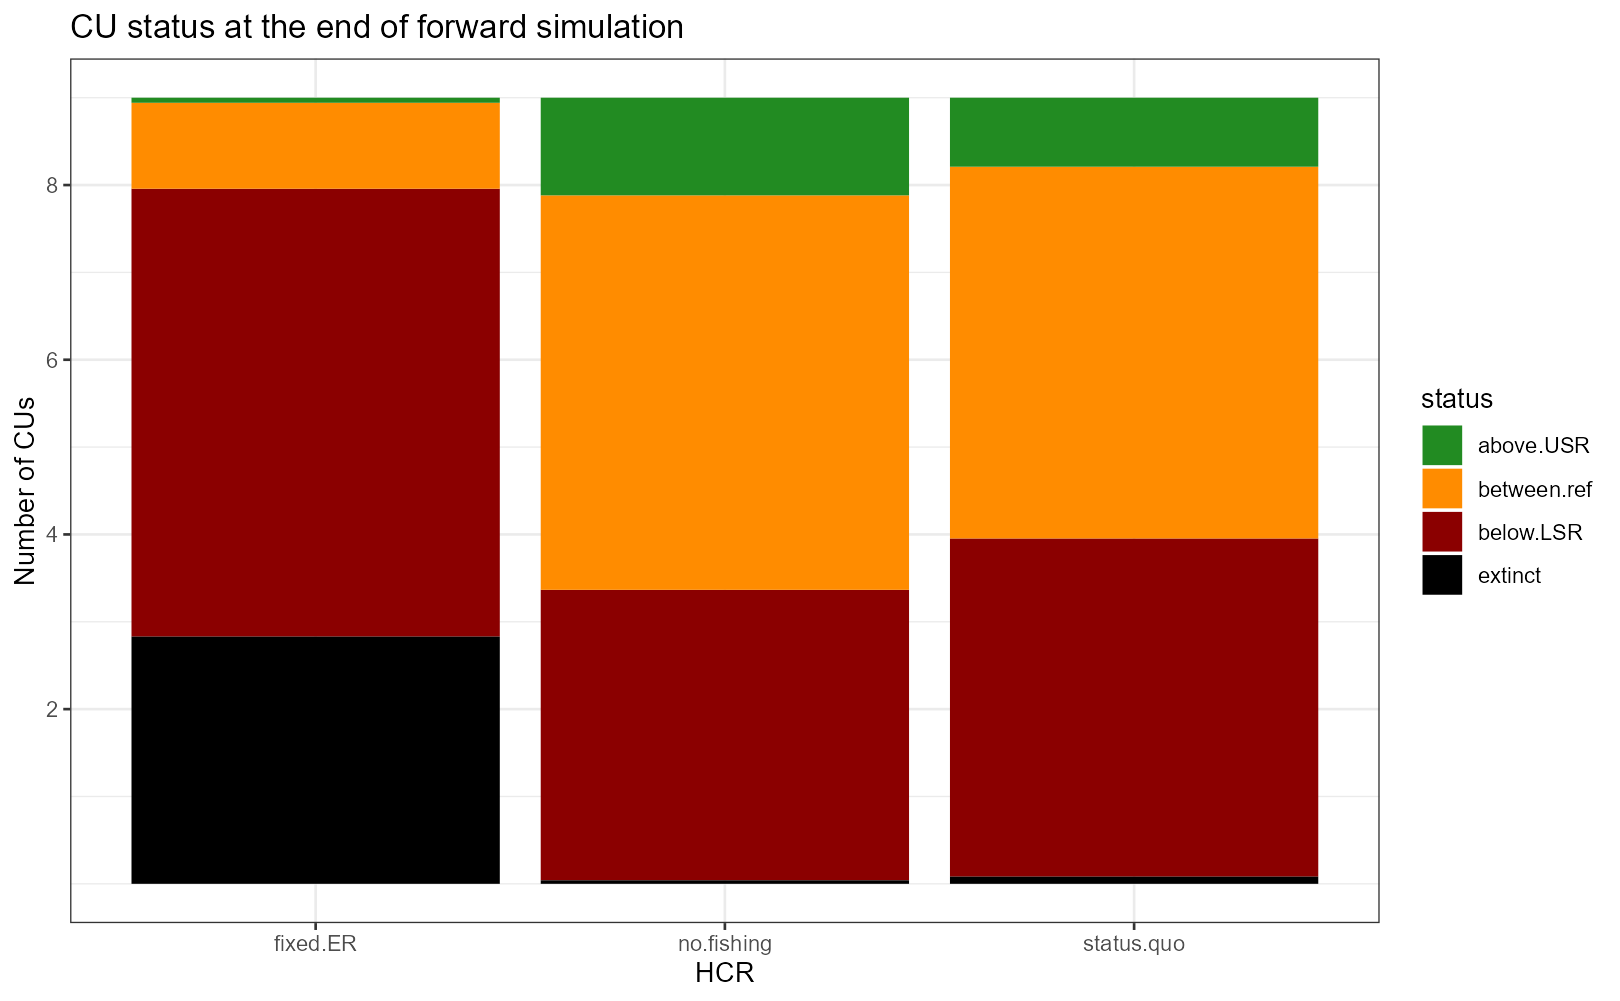 CU status at the end of forward simulation
Number of CUs
8
6
4
2
fixed.ER
no.fishing
status.quo
HCR
status
above.USR
between.ref
below.LSR
extinct